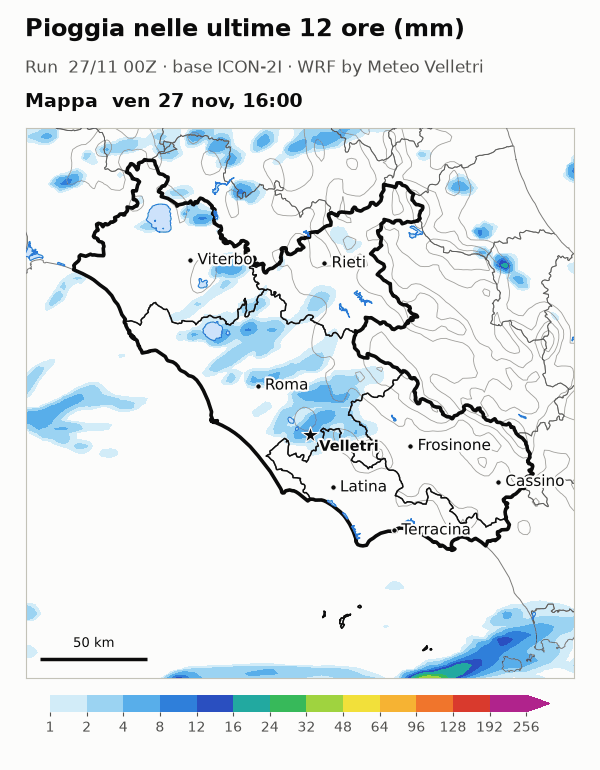 Pioggia nelle ultime 12 ore (mm)
Run 27/11 00Z · base ICON-2I · WRF by Meteo Velletri
Mappa ven 27 nov, 16:00
Viterbo
Rieti
Roma
Velletri
Frosinone
Latina
Cassino
Terracina
50 km
1 2 4 8 12 16 24 32 48 64 96 128 192 256